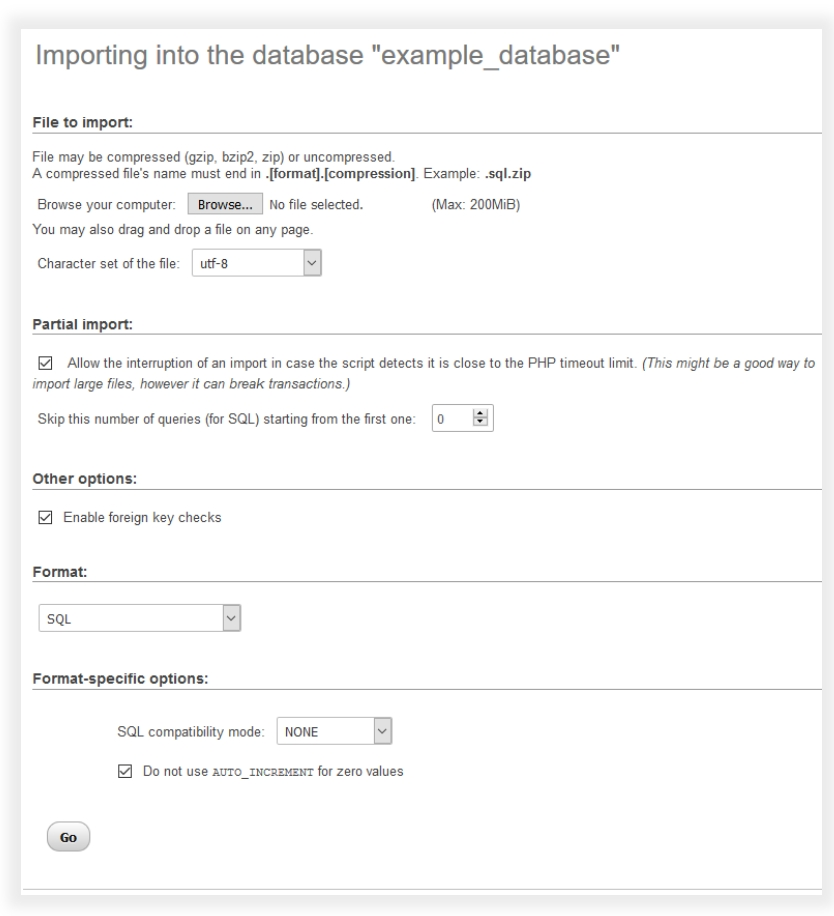 Importing into the database "example_database"
File to import:
File may be compressed (gzip, bzip2, zip) or uncompressed.
A compressed file's name must end in .[format].[compression]. Example: .sql.zip
Browse your computer: Browse... No file selected. (Max: 200MiB)
You may also drag and drop a file on any page.
Character set of the file: utf-8
Partial import:
Allow the interruption of an import in case the script detects it is close to the PHP timeout limit. (This might be a good way to
import large files, however it can break transactions.)
Skip this number of queries (for SQL) starting from the first one: 0
Other options:
Enable foreign key checks
Format:
SQL
Format-specific options:
SQL compatibility mode: NONE
Do not use AUTO_INCREMENT for zero values
Go